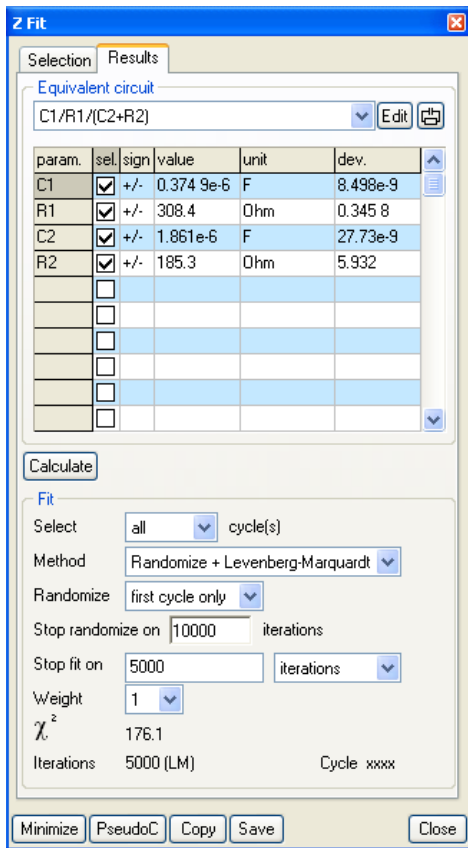 Z Fit
Selection Results
Equivalent circuit
C1/R1/(C2+R2) Edit
param. sel. sign value unit dev.
C1 +/- 0.374 9e-6 F 8.498e-9
R1 +/- 308.4 Ohm 0.345 8
C2 +/- 1.861e-6 F 27.73e-9
R2 +/- 185.3 Ohm 5.932
Calculate
Fit
Select all cycle(s)
Method Randomize + Levenberg-Marquardt
Randomize first cycle only
Stop randomize on 10000 iterations
Stop fit on 5000 iterations
Weight 1
χ² 176.1
Iterations 5000 (LM) Cycle xxxx
Minimize PseudoC Copy Save Close